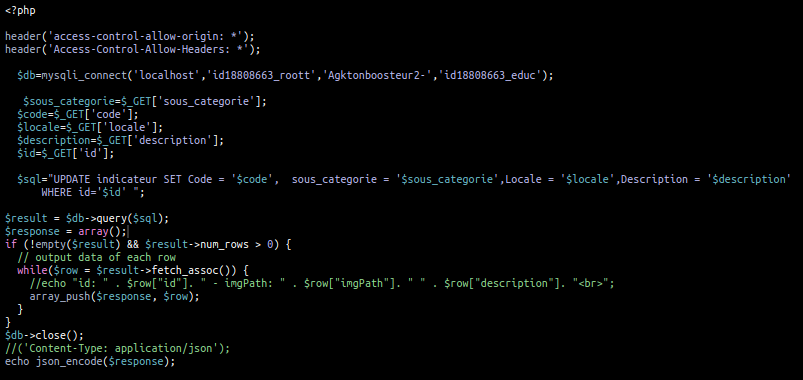 <?php
header('access-control-allow-origin: *');
header('Access-Control-Allow-Headers: *');
$db=mysqli_connect('localhost','id18808663_roott','Agktonboosteur2-','id18808663_educ');
$sous_categorie=$_GET['sous_categorie'];
$code=$_GET['code'];
$locale=$_GET['locale'];
$description=$_GET['description'];
$id=$_GET['id'];
$sql="UPDATE indicateur SET Code = '$code',  sous_categorie = '$sous_categorie',Locale = '$locale',Description = '$description'
WHERE id='$id' ";
$result = $db->query($sql);
$response = array();
if (!empty($result) && $result->num_rows > 0) {
// output data of each row
while($row = $result->fetch_assoc()) {
//echo "id: " . $row["id"]. " - imgPath: " . $row["imgPath"]. " " . $row["description"]. "<br>";
array_push($response, $row);
}
}
$db->close();
//('Content-Type: application/json');
echo json_encode($response);